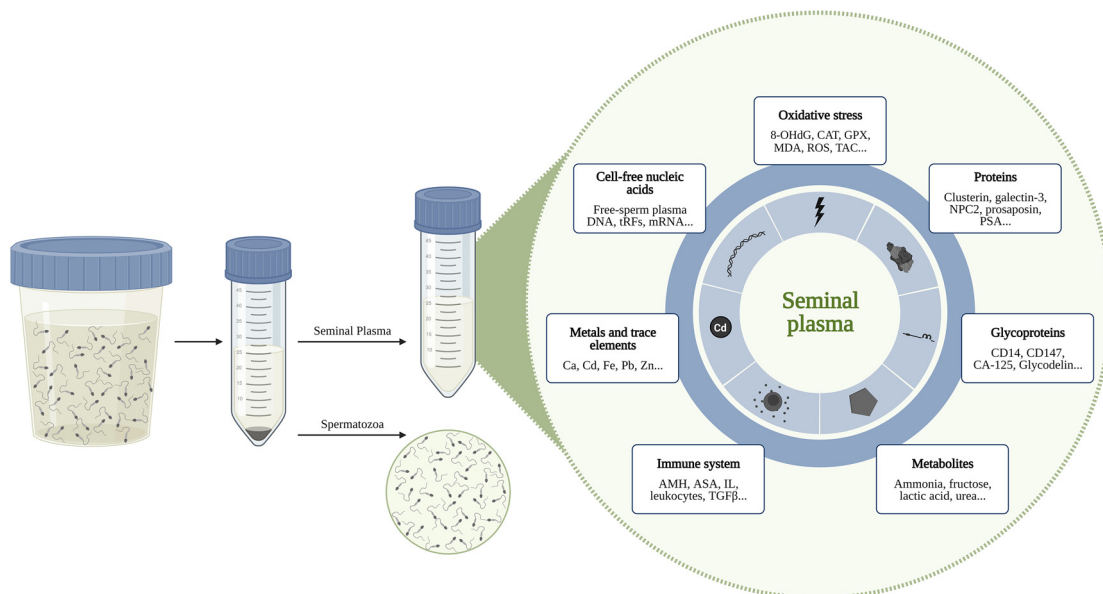 Oxidative stress
8-OHdG, CAT, GPX,
MDA, ROS, TAC...
Cell-free nucleic
acids
Free-sperm plasma
DNA, tRFs, mRNA...
Proteins
Clusterin, galectin-3,
NPC2, prosaposin,
PSA...
Seminal Plasma
Spermatozoa
Metals and trace
elements
Ca, Cd, Fe, Pb, Zn...
Cd
Seminal
plasma
Glycoproteins
CD14, CD147,
CA-125, Glycodelin...
Immune system
AMH, ASA, IL,
leukocytes, TGFβ...
Metabolites
Ammonia, fructose,
lactic acid, urea...